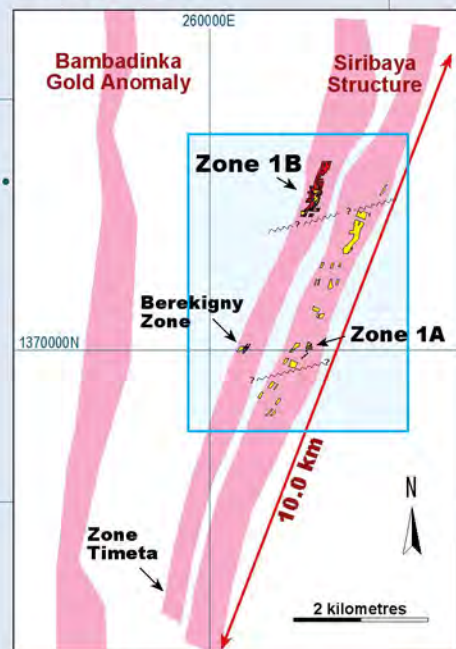 260000E
Bambadinka
Gold Anomaly
Siribaya
Structure
Zone 1B
?
?
Berekigny
Zone
Zone 1A
1370000N
?
?
10.0 km
Zone
Timeta
N
2 kilometres